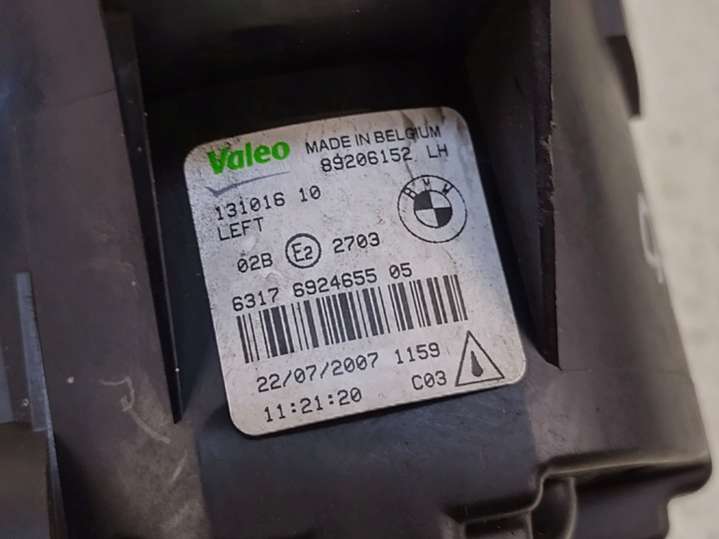 Valeo MADE IN BELGIUM
89206152 LH
131016 10
LEFT
BMW
02B E2 2703
6317 6924655 05
22/07/2007 1159
11:21:20 C03